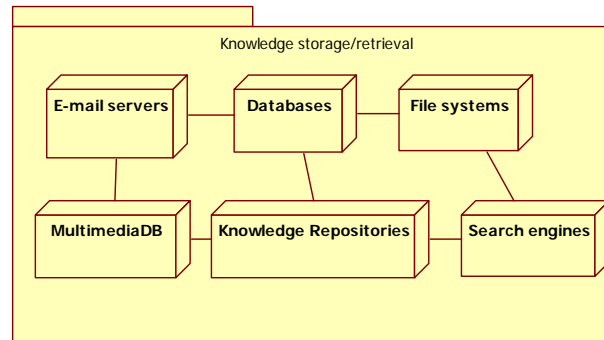 Knowledge storage/retrieval
E-mail servers
Databases
File systems
MultimediaDB
Knowledge Repositories
Search engines